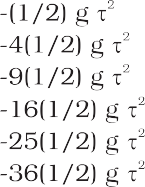 -(1/2) g τ²
-4(1/2) g τ²
-9(1/2) g τ²
-16(1/2) g τ²
-25(1/2) g τ²
-36(1/2) g τ²